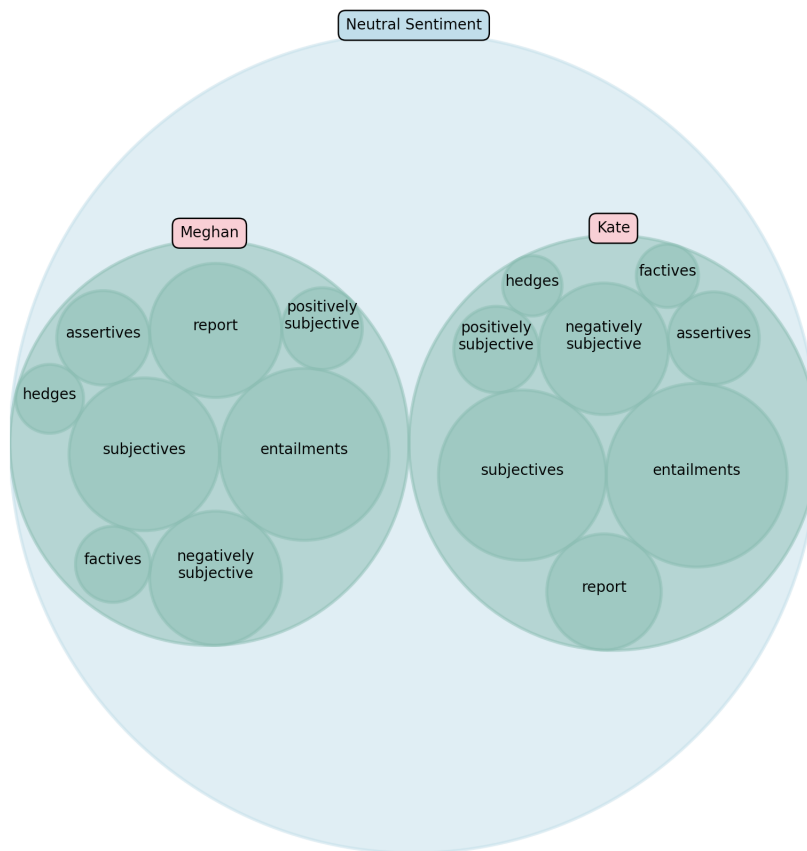 Neutral Sentiment
Meghan
report
positively
subjective
assertives
hedges
subjectives
entailments
factives
negatively
subjective
Kate
hedges
factives
positively
subjective
negatively
subjective
assertives
subjectives
entailments
report